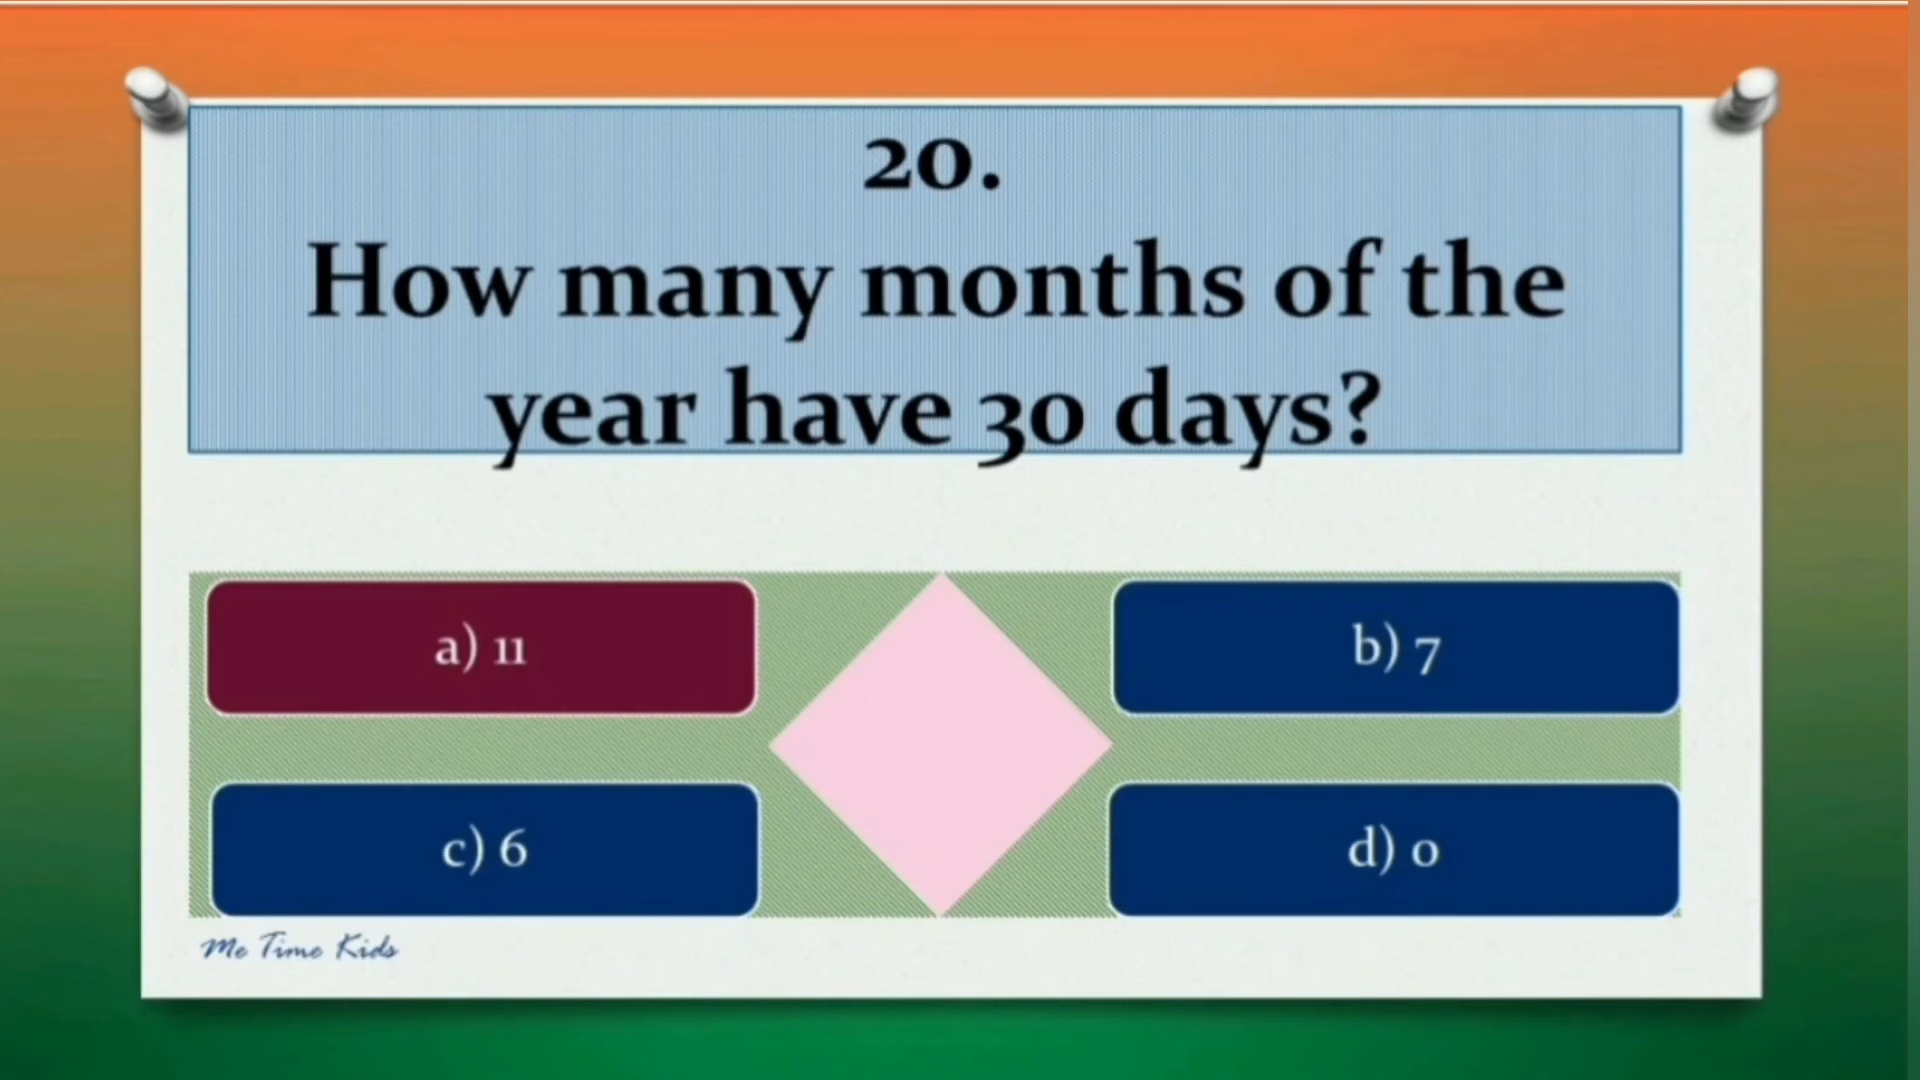 20.
How many months of the
year have 30 days?
a) 11
b) 7
c) 6
d) 0
Me Time Kids